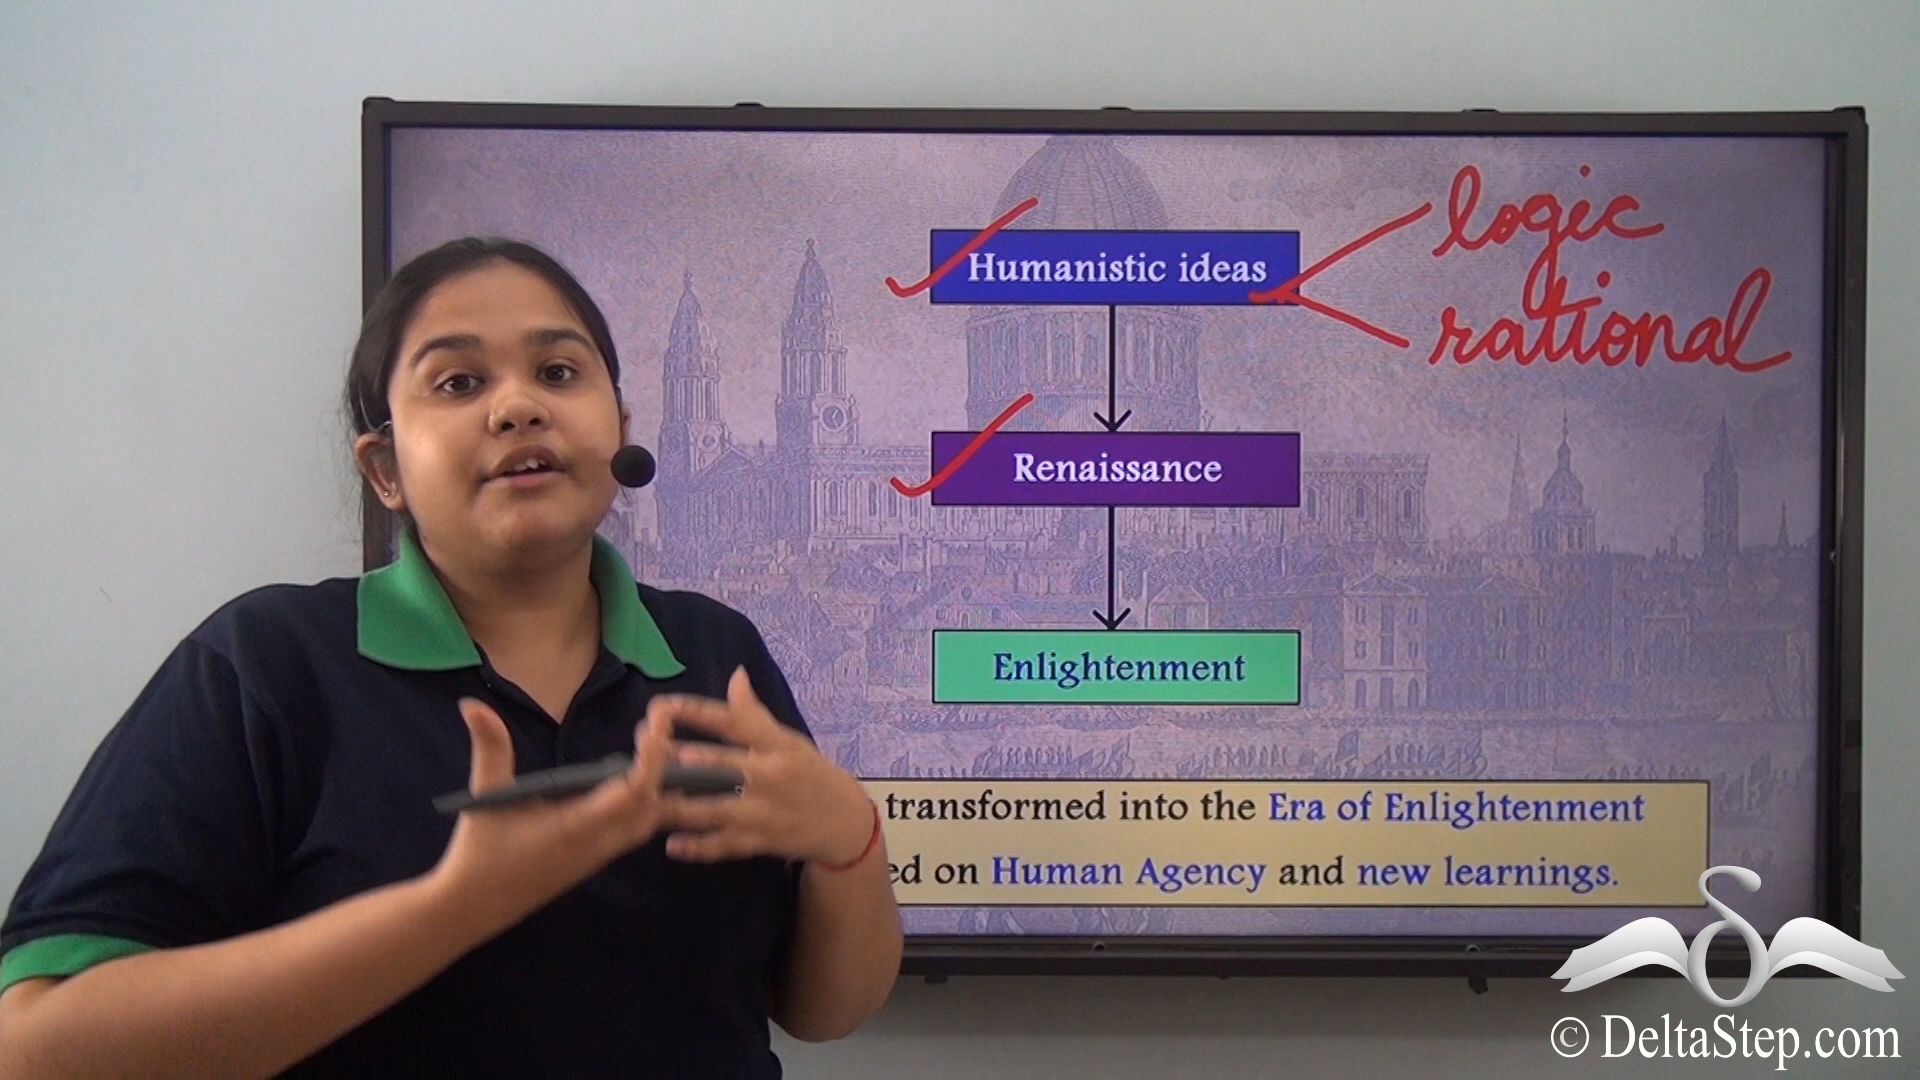 logic
Humanistic ideas
rational
Renaissance
Enlightenment
transformed into the Era of Enlightenment
on Human Agency and new learnings.
© DeltaStep.com